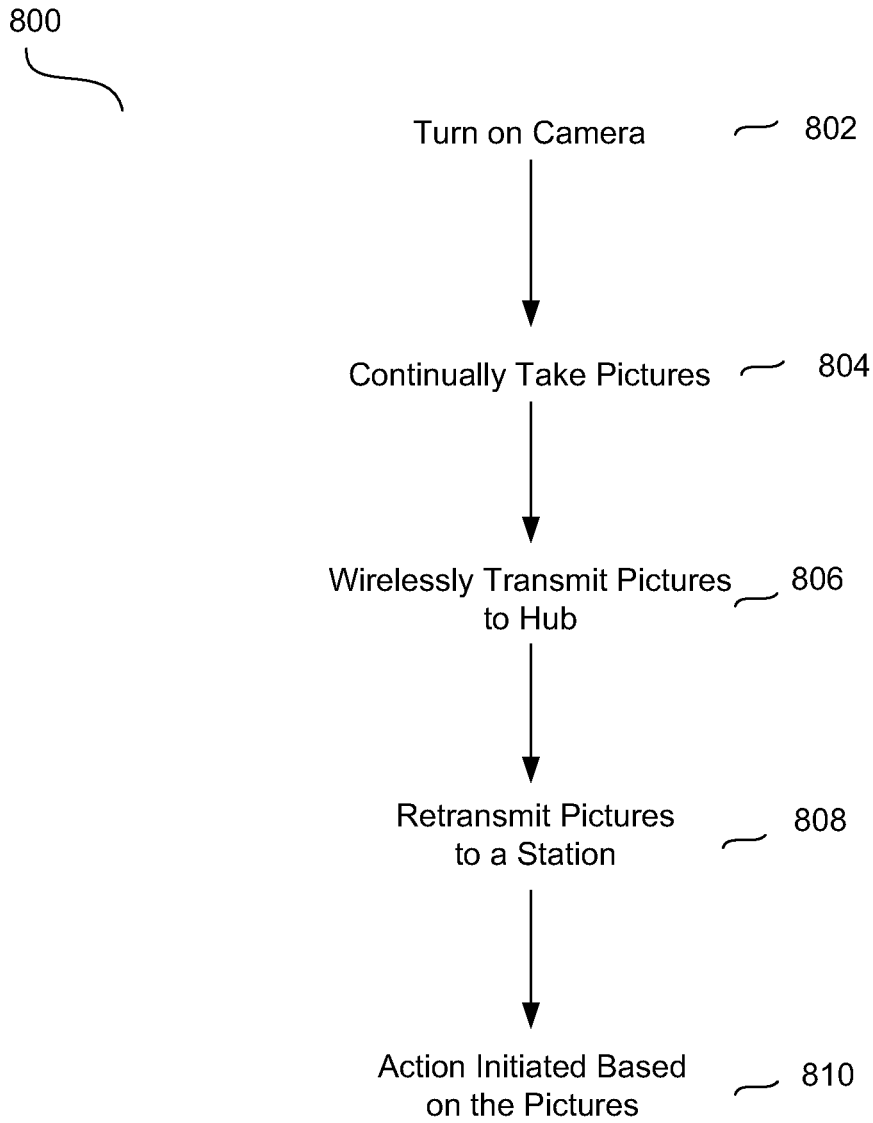 800
Turn on Camera
802
Continually Take Pictures
804
Wirelessly Transmit Pictures
to Hub
806
Retransmit Pictures
to a Station
808
Action Initiated Based
on the Pictures
810